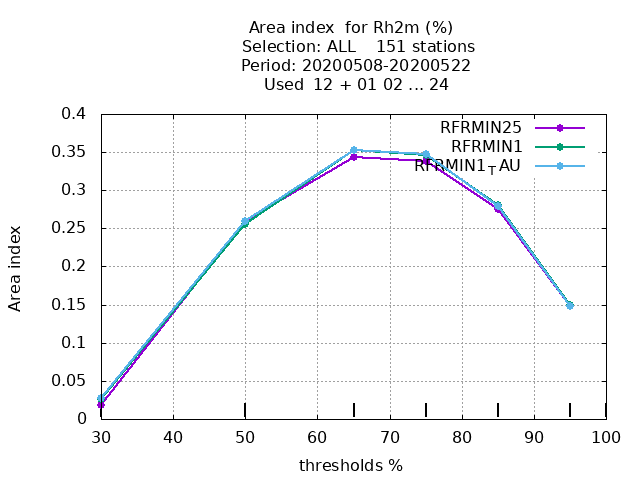 Area index  for Rh2m (%)
Selection: ALL    151 stations
Period: 20200508-20200522
Used  12 + 01 02 ... 24
0.4
0.35
0.3
0.25
0.2
0.15
0.1
0.05
0
Area index
RFRMIN25
RFRMIN1
RFRMIN1TAU
30 40 50 60 70 80 90 100
thresholds %